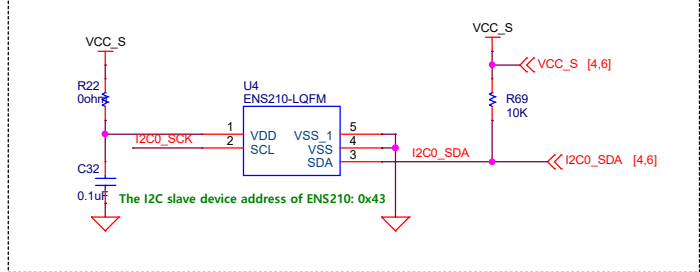 VCC_S
VCC_S
VCC_S [4,6]
R22
0ohm
U4
ENS210-LQFM
R69
10K
1
VDD
VSS_1
5
I2C0_SCK
2
SCL
VSS
4
SDA
3
I2C0_SDA
I2C0_SDA [4,6]
C32
0.1uF
The I2C slave device address of ENS210: 0x43